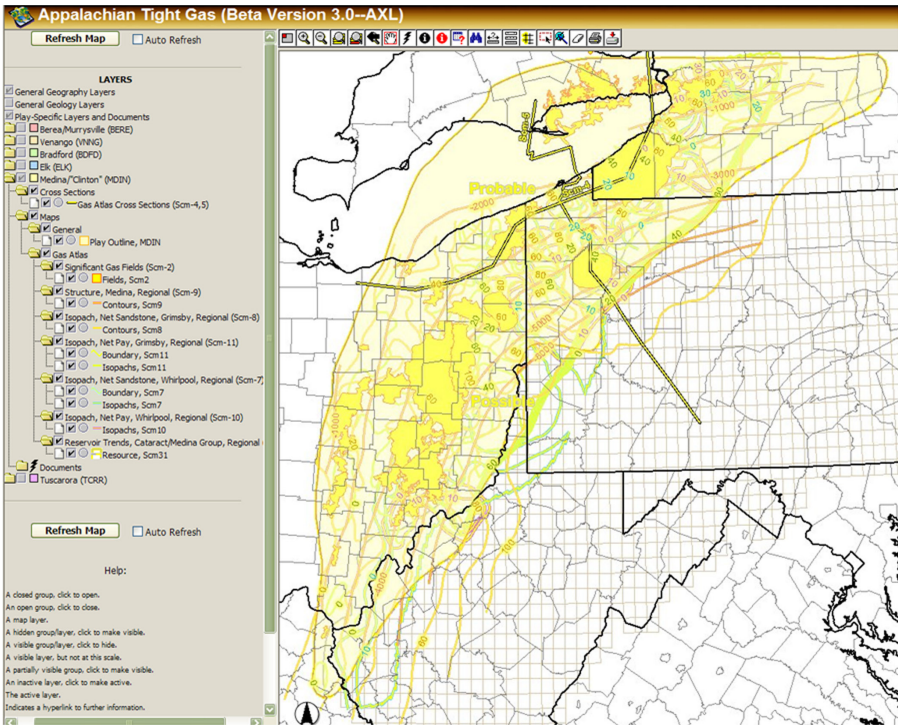 Appalachian Tight Gas (Beta Version 3.0--AXL)
Refresh Map
Auto Refresh
LAYERS
General Geography Layers
General Geology Layers
Play-Specific Layers and Documents
Berea/Murrysville (BERE)
Venango (VNNG)
Bradford (BDFD)
Elk (ELK)
Medina/"Clinton" (MDIN)
Cross Sections
Gas Atlas Cross Sections (Scm-4,5)
Maps
General
Play Outline, MDIN
Gas Atlas
Significant Gas Fields (Scm-2)
Fields, Scm2
Structure, Medina, Regional (Scm-9)
Contours, Scm9
Isopach, Net Sandstone, Grimsby, Regional (Scm-8)
Contours, Scm8
Isopach, Net Pay, Grimsby, Regional (Scm-11)
Boundary, Scm11
Isopachs, Scm11
Isopach, Net Sandstone, Whirlpool, Regional (Scm-7)
Boundary, Scm7
Isopachs, Scm7
Isopach, Net Pay, Whirlpool, Regional (Scm-10)
Isopachs, Scm10
Reservoir Trends, Cataract/Medina Group, Regional
Resource, Scm31
Documents
Tuscarora (TCRR)
Refresh Map
Auto Refresh
Help:
A closed group, click to open.
An open group, click to close.
A map layer.
A hidden group/layer, click to make visible.
A visible group/layer, click to hide.
A visible layer, but not at this scale.
A partially visible group, click to make visible.
An inactive layer, click to make active.
The active layer.
Indicates a hyperlink to further information.
Scm-5
Probable
-2000
-1000
-3000
-5000
Possible
-1000
-4000
100